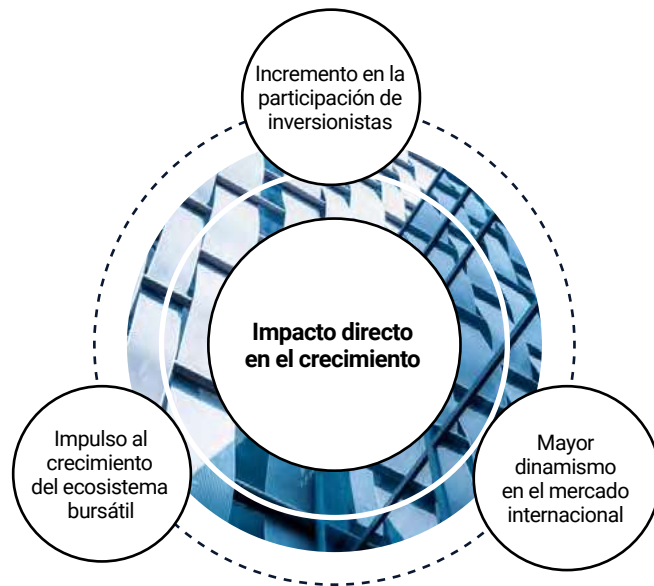 Incremento en la
participación de
inversionistas
Impacto directo
en el crecimiento
Impulso al
crecimiento
del ecosistema
bursátil
Mayor
dinamismo
en el mercado
internacional